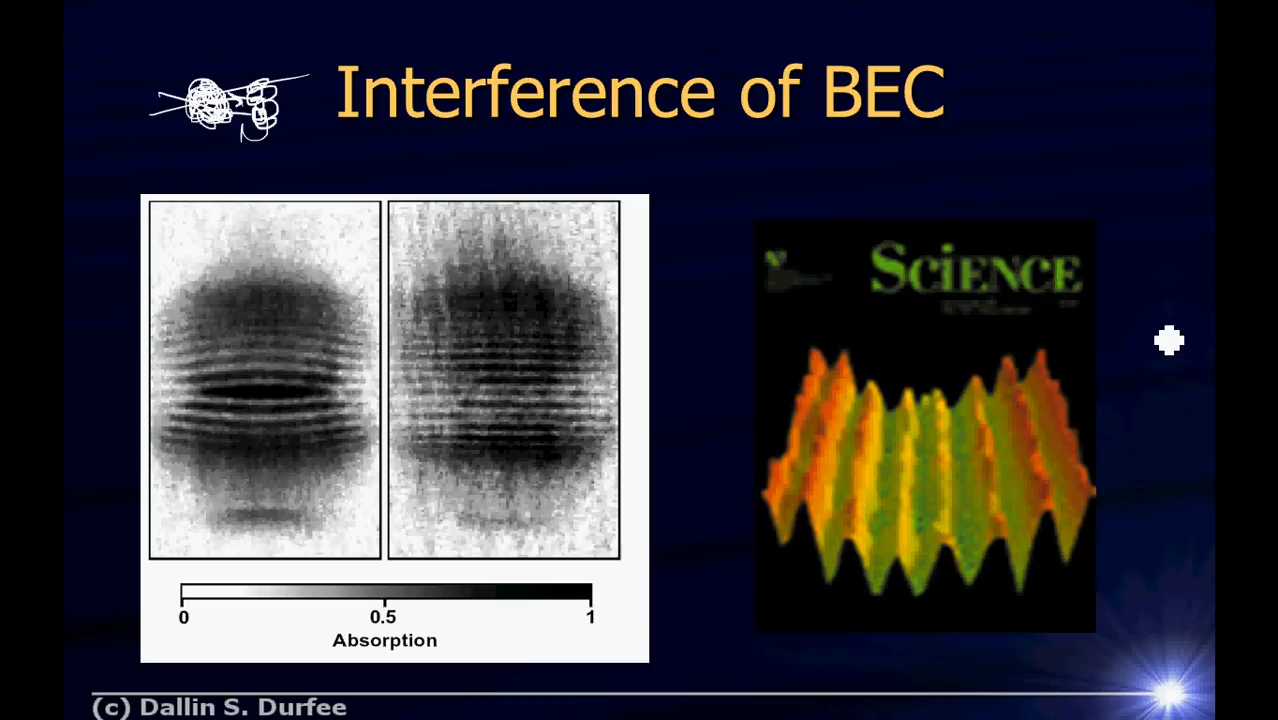 Interference of BEC
SCiENCE
0 0.5 1
Absorption
(c) Dallin S. Durfee